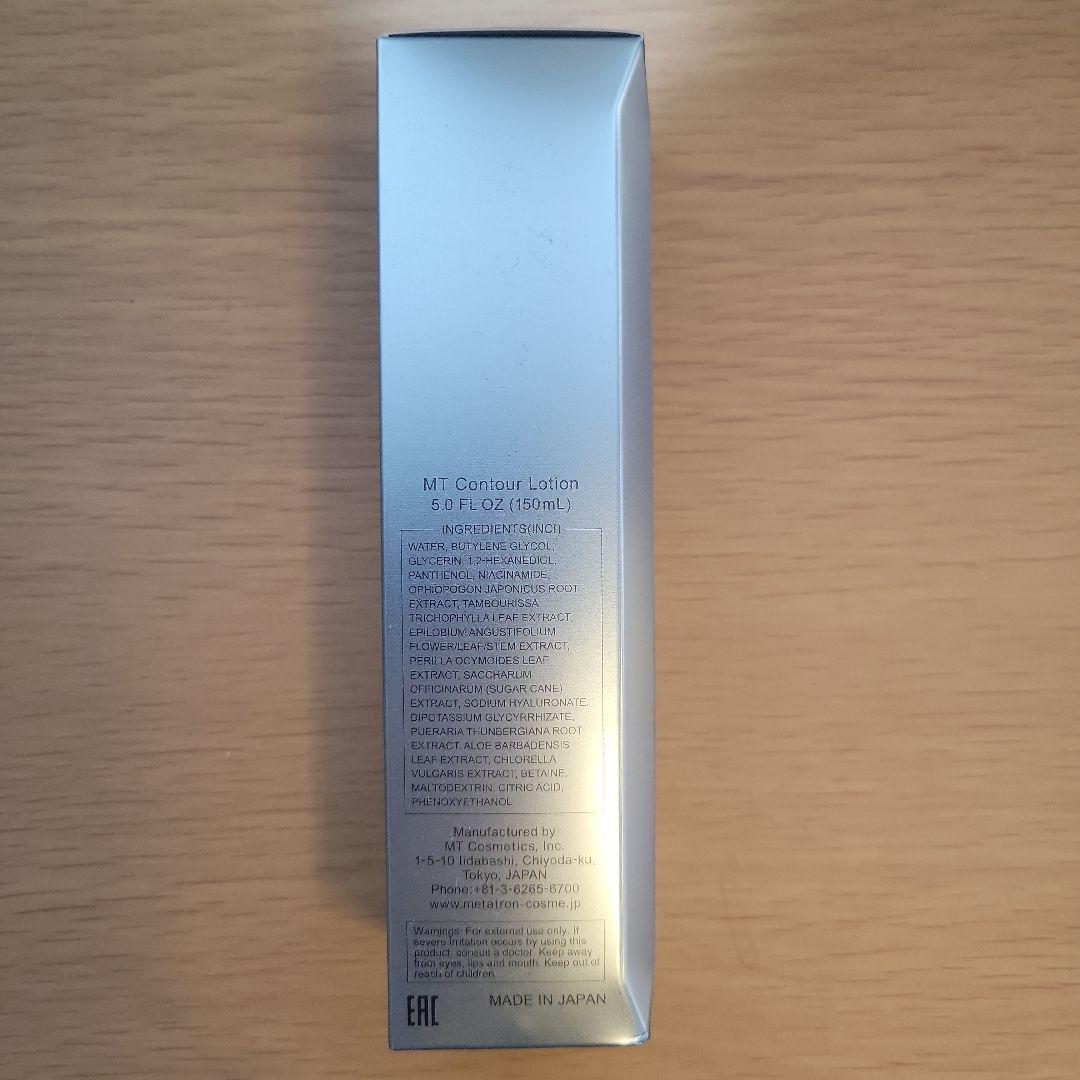 MT Contour Lotion
5.0 FL OZ (150mL)
INGREDIENTS(INCI)
WATER, BUTYLENE GLYCOL,
GLYCERIN, 1,2-HEXANEDIOL,
PANTHENOL, NIACINAMIDE,
OPHIOPOGON JAPONICUS ROOT
EXTRACT, TAMBOURISSA
TRICHOPHYLLA LEAF EXTRACT,
EPILOBIUM ANGUSTIFOLIUM
FLOWER/LEAF/STEM EXTRACT,
PERILLA OCYMOIDES LEAF
EXTRACT, SACCHARUM
OFFICINARUM (SUGAR CANE)
EXTRACT, SODIUM HYALURONATE,
DIPOTASSIUM GLYCYRRHIZATE,
PUERARIA THUNBERGIANA ROOT
EXTRACT, ALOE BARBADENSIS
LEAF EXTRACT, CHLORELLA
VULGARIS EXTRACT, BETAINE,
MALTODEXTRIN, CITRIC ACID,
PHENOXYETHANOL
Manufactured by
MT Cosmetics, Inc.
1-5-10 Iidabashi, Chiyoda-ku,
Tokyo, JAPAN
Phone:+81-3-6265-6700
www.metatron-cosme.jp
Warnings: For external use only. If
severe irritation occurs by using this
product, consult a doctor. Keep away
from eyes, lips and mouth. Keep out of
reach of children.
EAC
MADE IN JAPAN